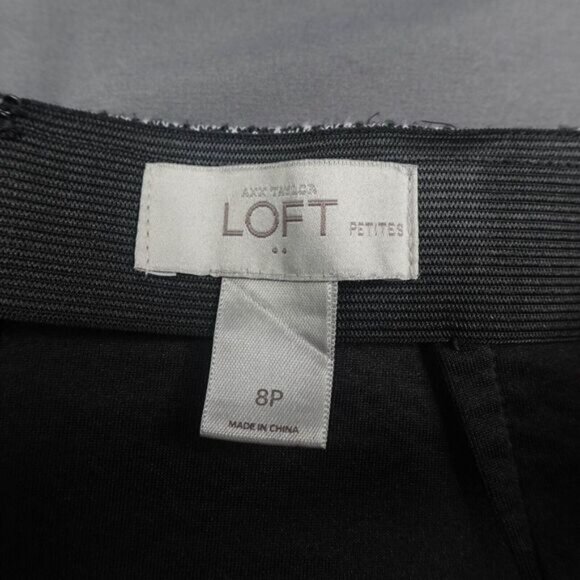 ANN TAYLOR
LOFT PETITES
8P
MADE IN CHINA